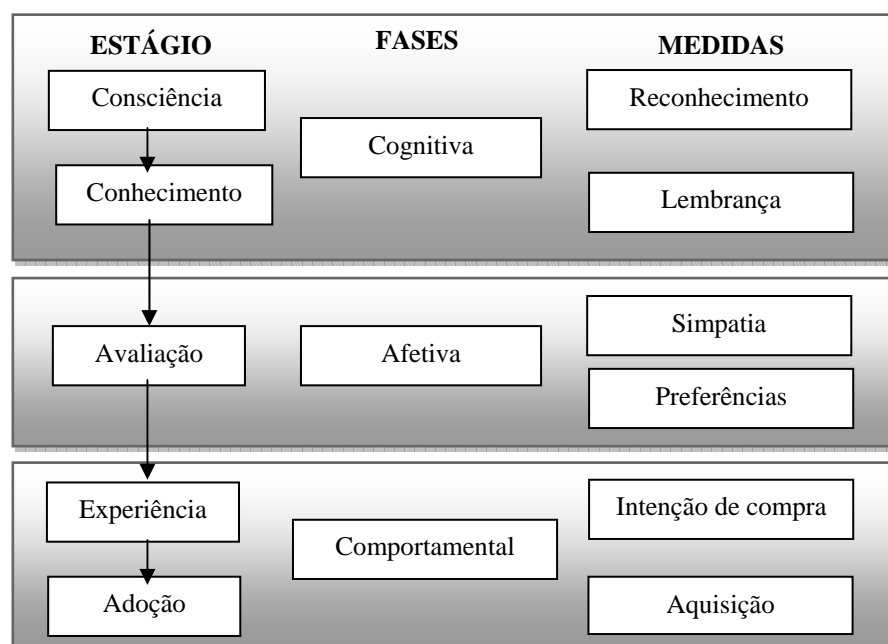 ESTÁGIO
FASES
MEDIDAS
Consciência
Cognitiva
Reconhecimento
Conhecimento
Lembrança
Avaliação
Afetiva
Simpatia
Preferências
Experiência
Comportamental
Intenção de compra
Adoção
Aquisição